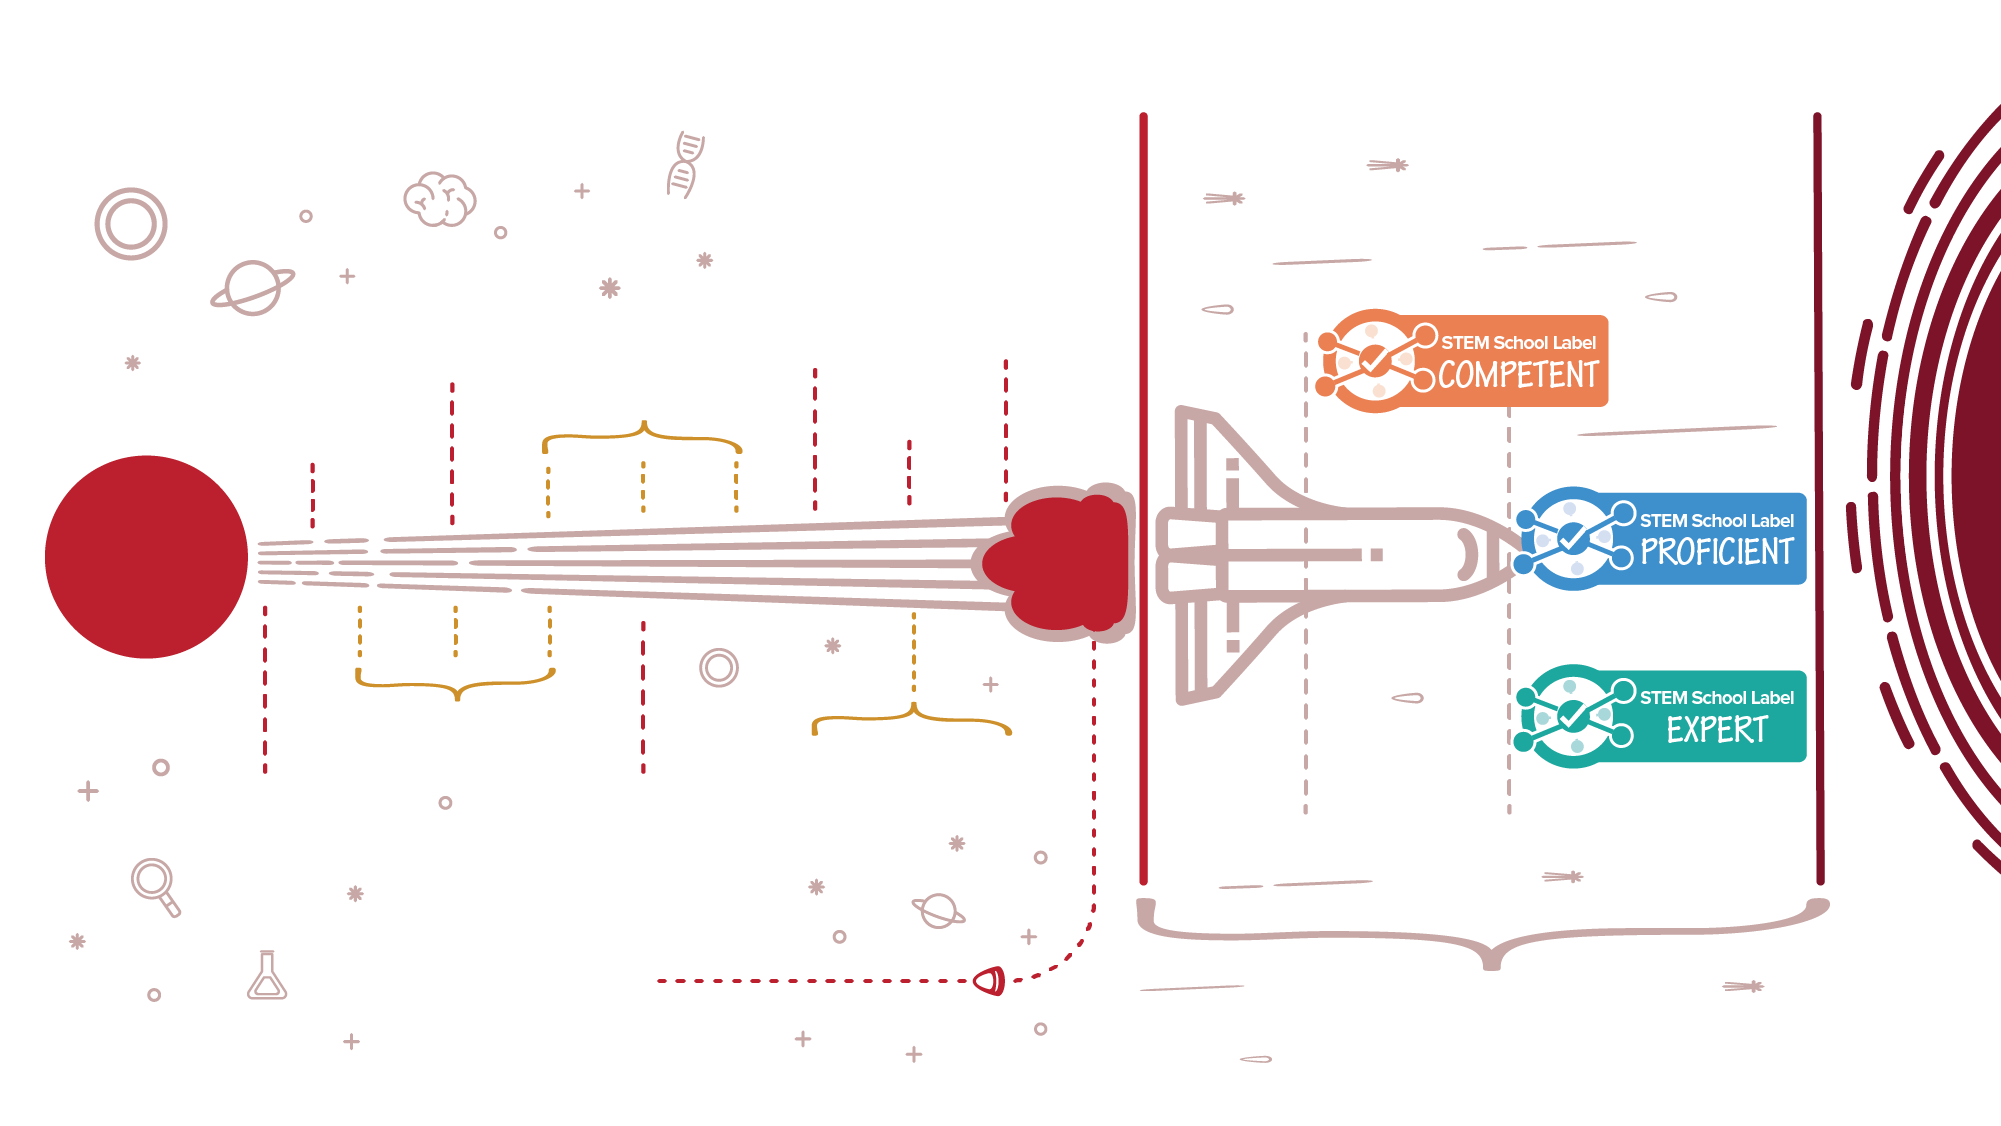 STEM School Label
COMPETENT
STEM School Label
PROFICIENT
STEM School Label
EXPERT